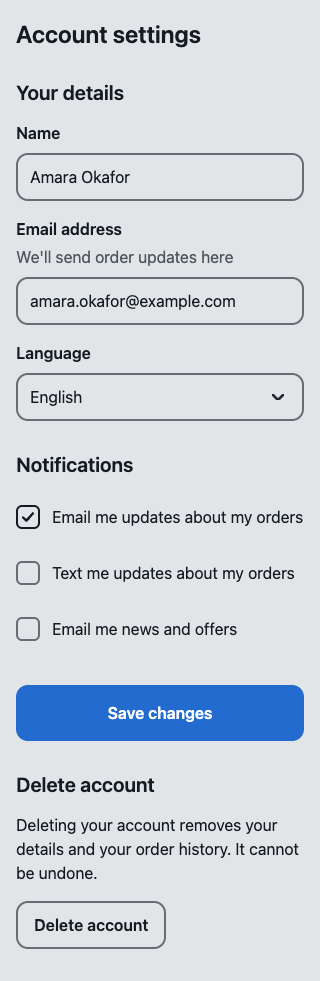 Account settings
Your details
Name
Amara Okafor
Email address
We'll send order updates here
amara.okafor@example.com
Language
English
Notifications
Email me updates about my orders
Text me updates about my orders
Email me news and offers
Save changes
Delete account
Deleting your account removes your
details and your order history. It cannot
be undone.
Delete account